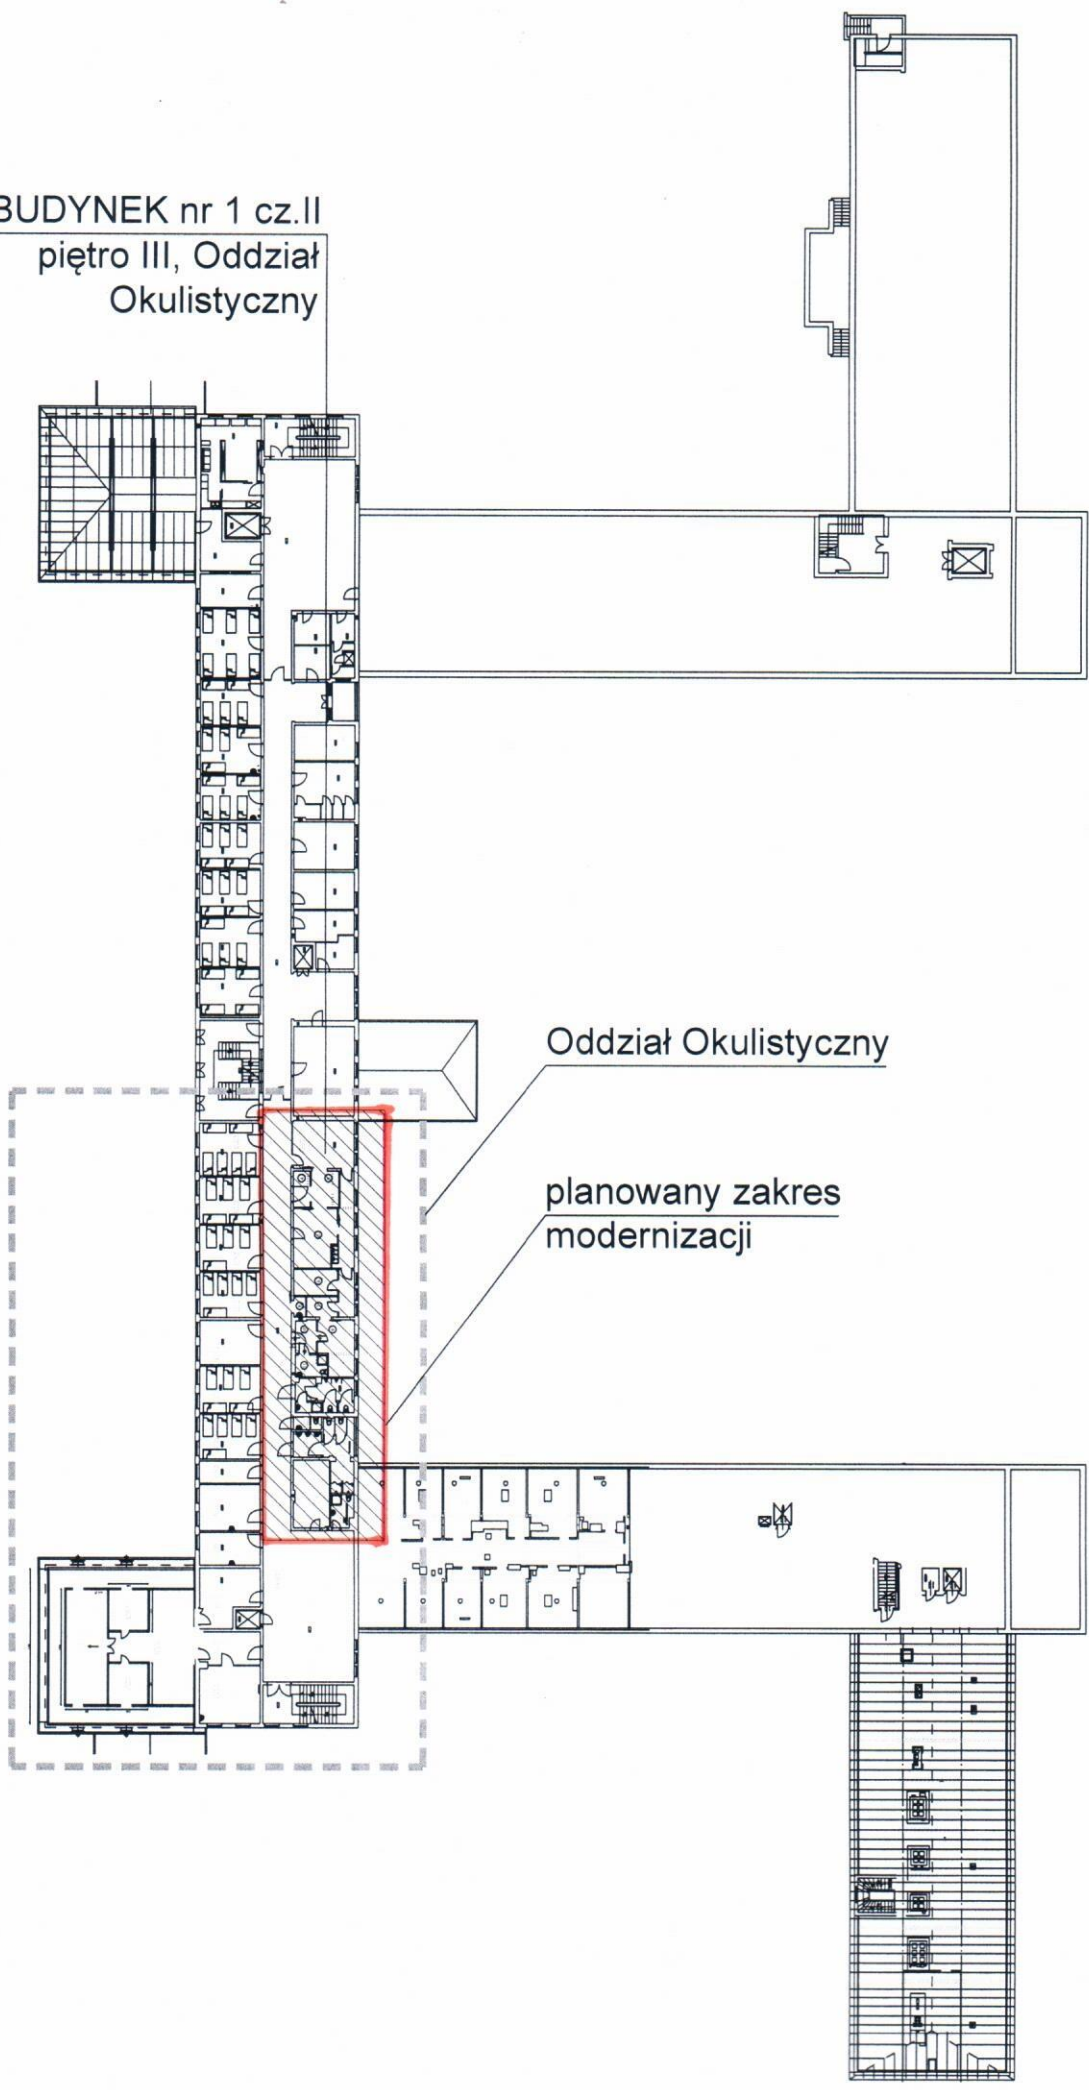 BUDYNEK nr 1 cz.II
piętro III, Oddział
Okulistyczny
Oddział Okulistyczny
planowany zakres
modernizacji